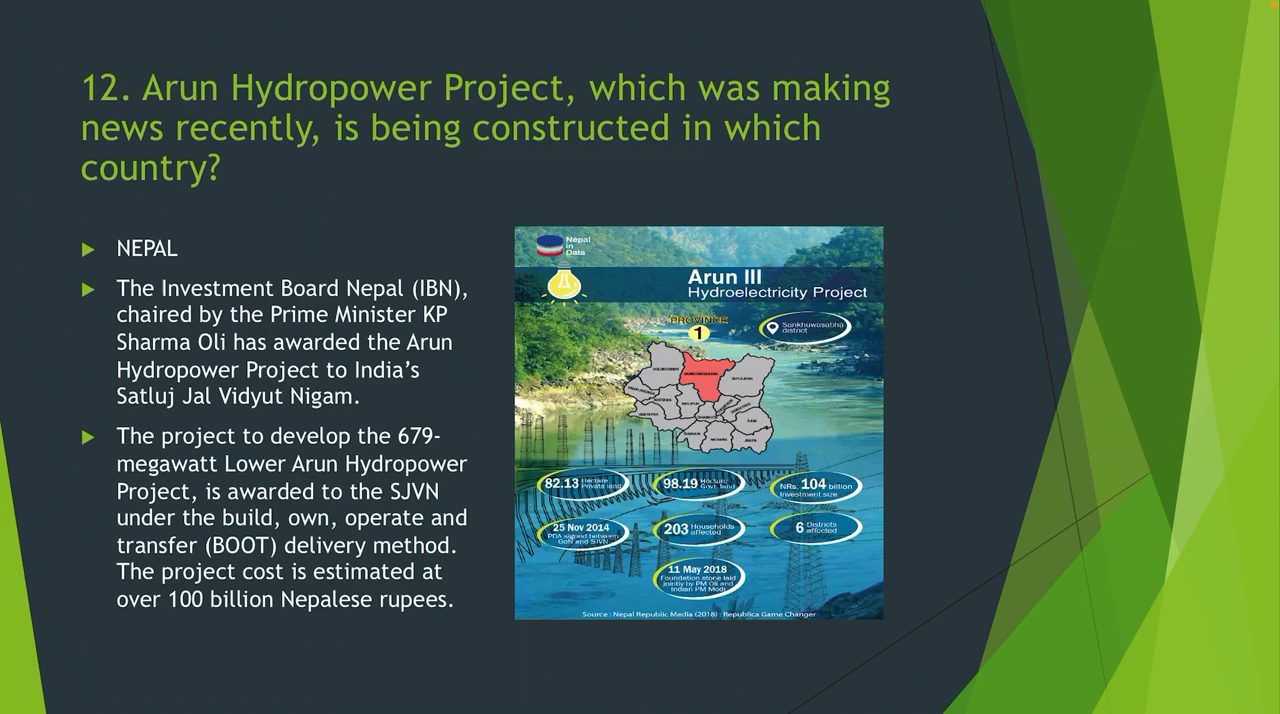 12. Arun Hydropower Project, which was making
news recently, is being constructed in which
country?
NEPAL
The Investment Board Nepal (IBN),
chaired by the Prime Minister KP
Sharma Oli has awarded the Arun
Hydropower Project to India’s
Satluj Jal Vidyut Nigam.
The project to develop the 679-
megawatt Lower Arun Hydropower
Project, is awarded to the SJVN
under the build, own, operate and
transfer (BOOT) delivery method.
The project cost is estimated at
over 100 billion Nepalese rupees.
Nepal
in
Data
Arun III
Hydroelectricity Project
PROVINCE
1
Sankhuwasabha
district
82.13 Hectare
Private land
98.19 Hectare
Govt. land
NRs. 104 billion
Investment size
25 Nov 2014
PDA signed between
GoN and SJVN
203 Households
affected
6 Districts
affected
11 May 2018
Foundation stone laid
jointly by PM Oli and
Indian PM Modi
Source : Nepal Republic Media (2018) : Republica Game Changer